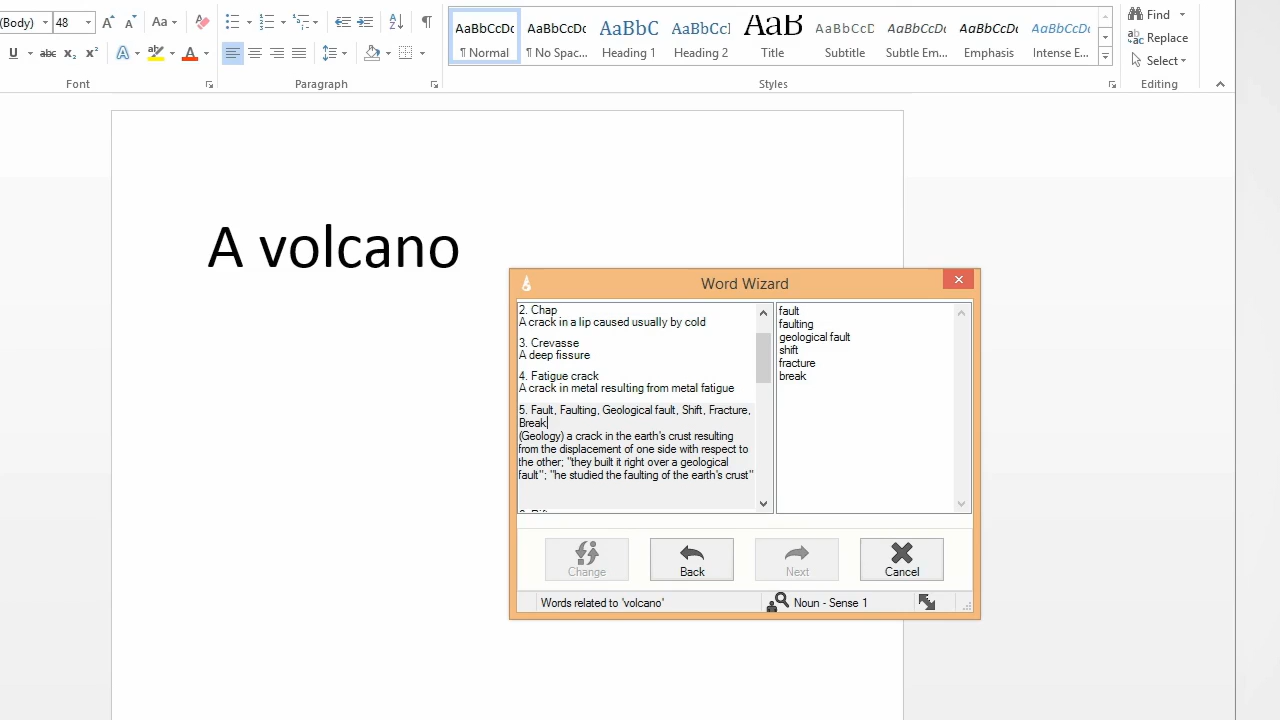 (Body) 48 Aa
AaBbCcDc AaBbCcDc AaBbC AaBbCcl AaB AaBbCcD AaBbCcDc AaBbCcDc AaBbCcDc
¶ Normal ¶ No Spac... Heading 1 Heading 2 Title Subtitle Subtle Em... Emphasis Intense E...
Find
Replace
Select
U abc x₂ x² A ab A
Font Paragraph Styles Editing
A volcano
Word Wizard
2. Chap
A crack in a lip caused usually by cold
3. Crevasse
A deep fissure
4. Fatigue crack
A crack in metal resulting from metal fatigue
5. Fault, Faulting, Geological fault, Shift, Fracture,
Break
(Geology) a crack in the earth's crust resulting
from the displacement of one side with respect to
the other; "they built it right over a geological
fault"; "he studied the faulting of the earth's crust"
fault
faulting
geological fault
shift
fracture
break
Change Back Next Cancel
Words related to 'volcano' Noun - Sense 1